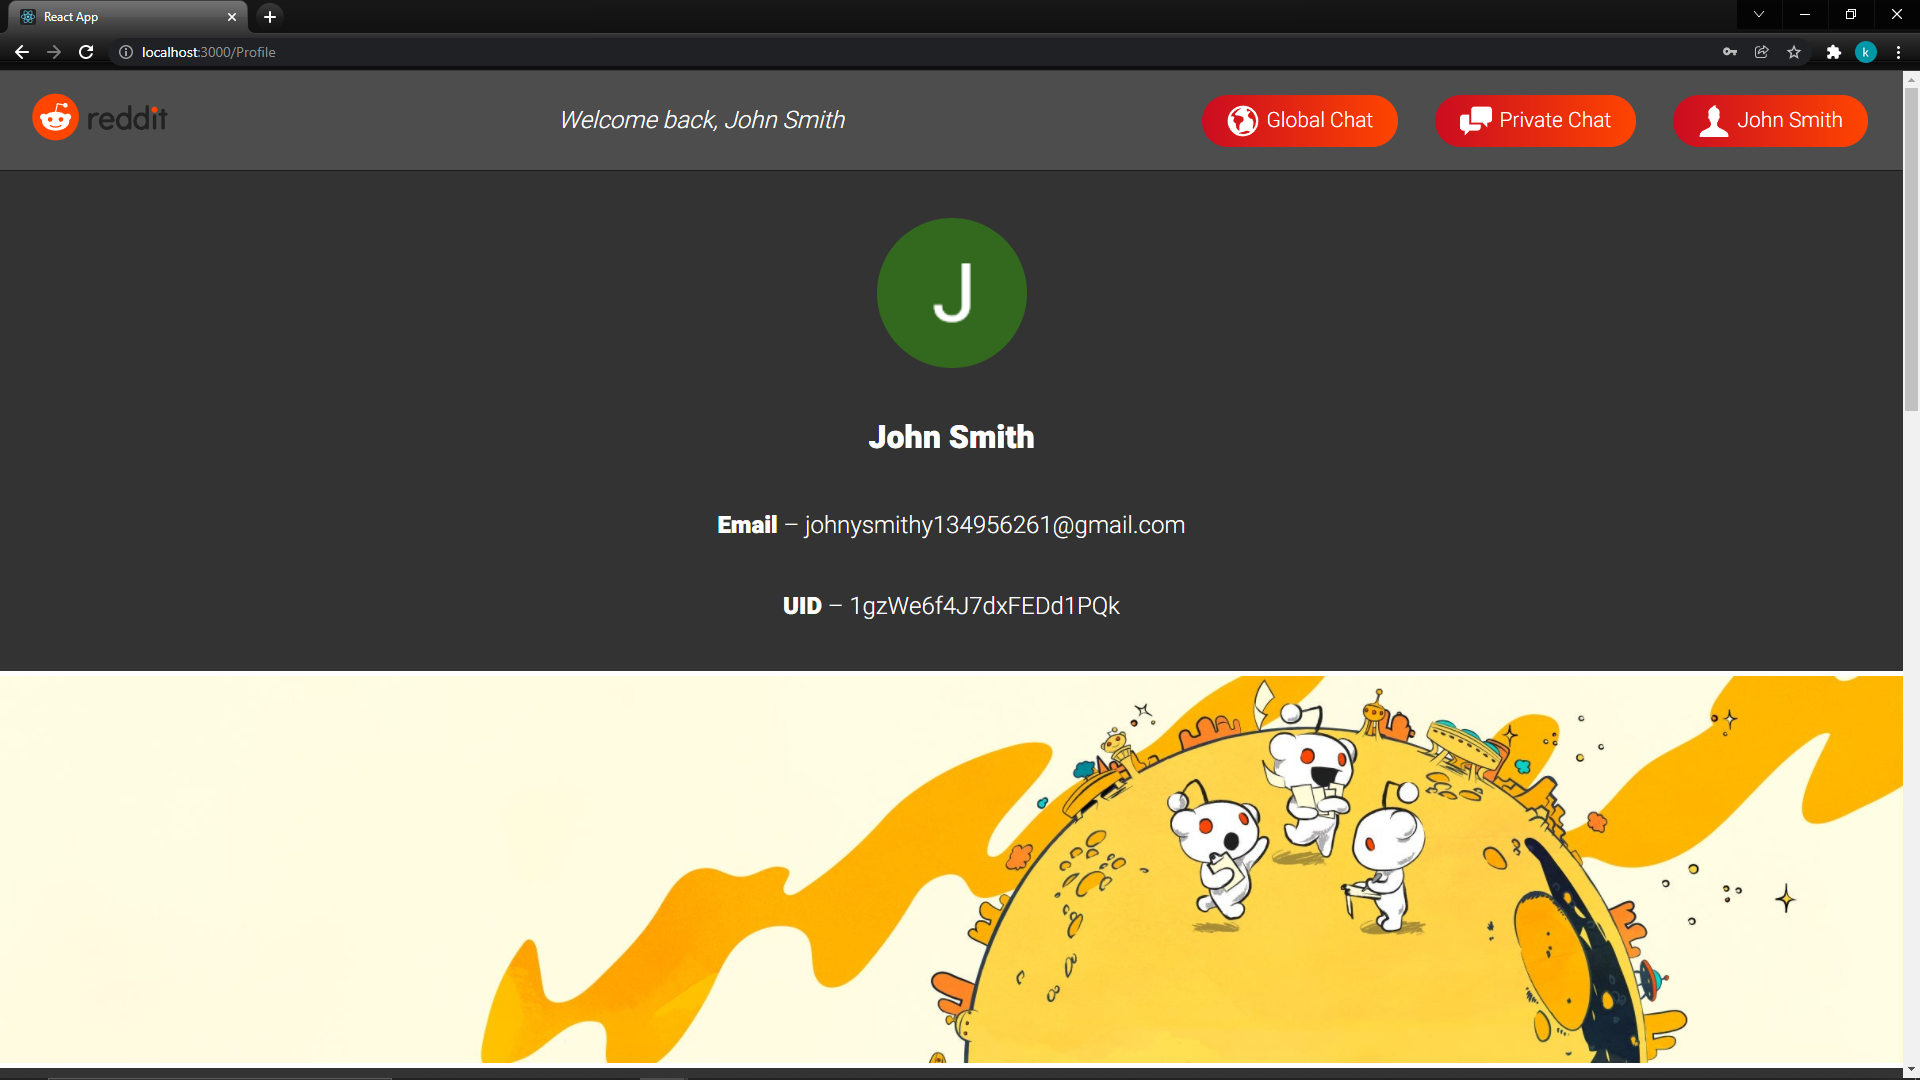 React App
localhost:3000/Profile
k
reddit
Welcome back, John Smith
Global Chat
Private Chat
John Smith
J
John Smith
Email – johnysmithy134956261@gmail.com
UID – 1gzWe6f4J7dxFEDd1PQk